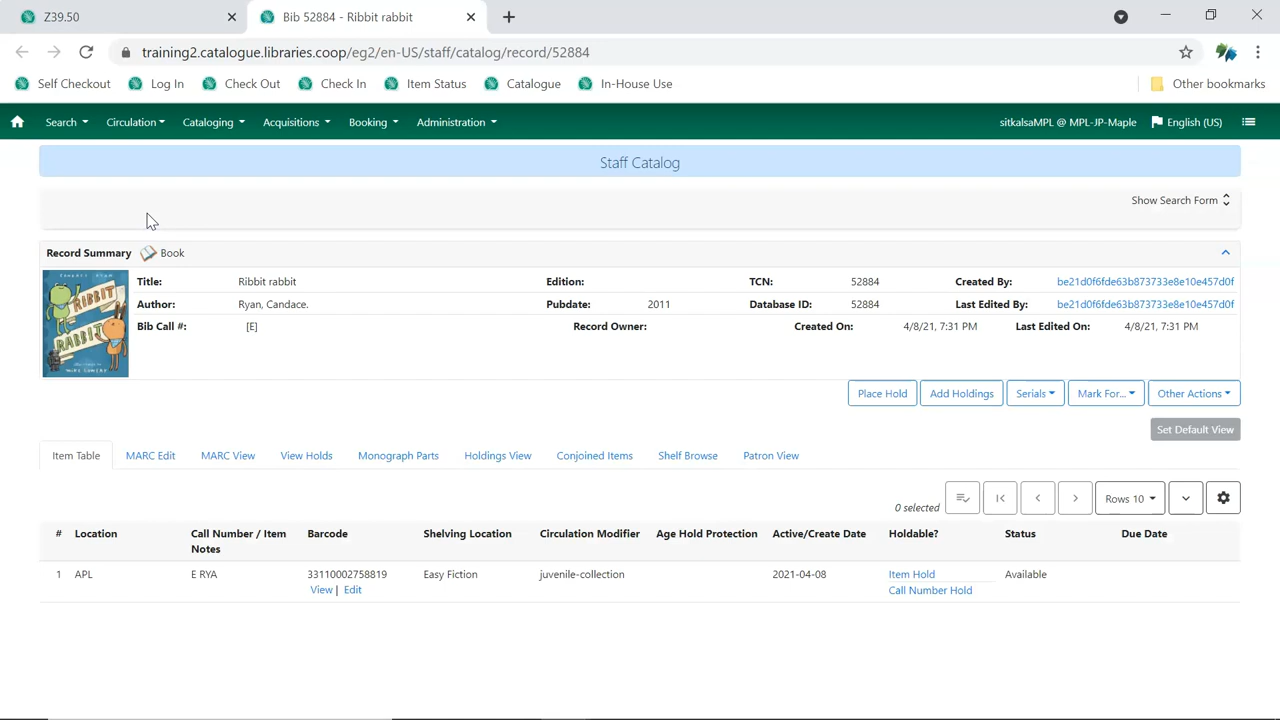 Z39.50
Bib 52884 - Ribbit rabbit
training2.catalogue.libraries.coop/eg2/en-US/staff/catalog/record/52884
Self Checkout Log In Check Out Check In Item Status Catalogue In-House Use Other bookmarks
Search Circulation Cataloging Acquisitions Booking Administration sitkalsaMPL @ MPL-JP-Maple English (US)
Staff Catalog
Show Search Form
Record Summary Book
Title: Ribbit rabbit Edition: TCN: 52884 Created By: be21d0f6fde63b873733e8e10e457d0f
Author: Ryan, Candace. Pubdate: 2011 Database ID: 52884 Last Edited By: be21d0f6fde63b873733e8e10e457d0f
Bib Call #: [E] Record Owner: Created On: 4/8/21, 7:31 PM Last Edited On: 4/8/21, 7:31 PM
RIBBIT
RABBIT
Place Hold Add Holdings Serials Mark For... Other Actions
Set Default View
Item Table MARC Edit MARC View View Holds Monograph Parts Holdings View Conjoined Items Shelf Browse Patron View
0 selected Rows 10
# Location Call Number / Item Notes Barcode Shelving Location Circulation Modifier Age Hold Protection Active/Create Date Holdable? Status Due Date
1 APL E RYA 33110002758819 Easy Fiction juvenile-collection 2021-04-08 Item Hold Available
View | Edit Call Number Hold